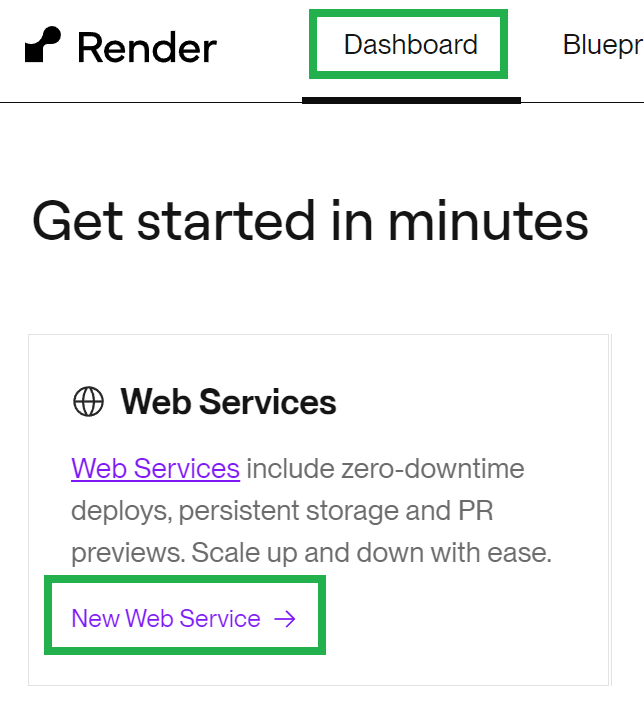 Render
Dashboard
Bluepr
Get started in minutes
Web Services
Web Services include zero-downtime
deploys, persistent storage and PR
previews. Scale up and down with ease.
New Web Service →